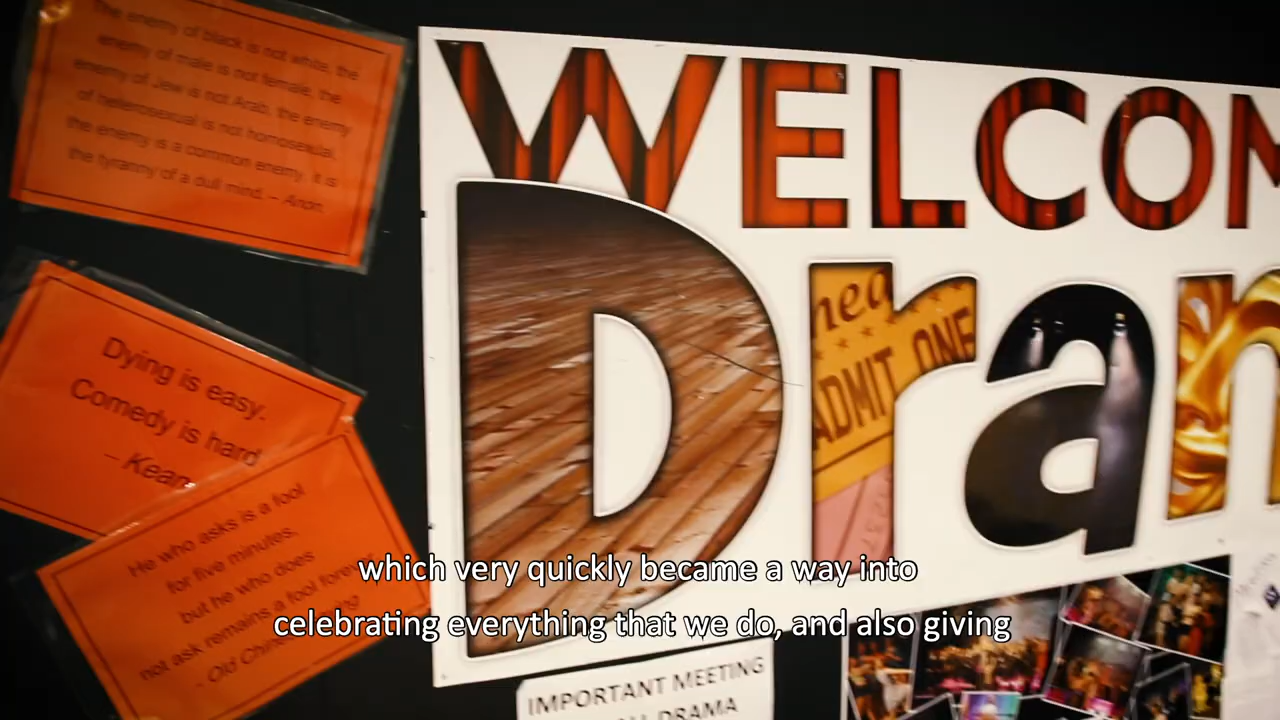 The enemy of black is not white, the
enemy of male is not female, the
enemy of Jew is not Arab, the enemy
of heterosexual is not homosexual,
the enemy is a common enemy. It is
the tyranny of a dull mind. – Anon.
Dying is easy.
Comedy is hard
– Kean
He who asks is a fool
for five minutes,
but he who does
not ask remains a fool forever
- Old Chinese
WELCOM
Dram
ADMIT ONE
which very quickly became a way into
celebrating everything that we do, and also giving
IMPORTANT MEETING
DRAMA